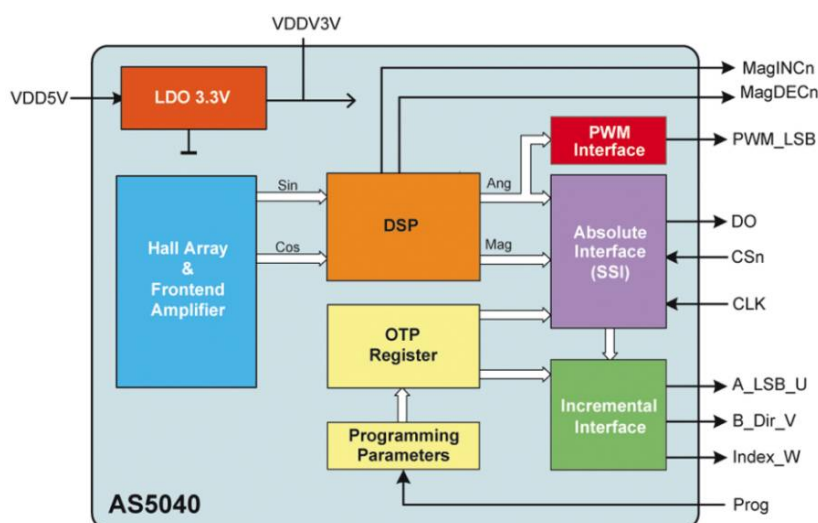 VDDV3V
MagINCn
VDD5V
LDO 3.3V
MagDECn
PWM
Interface
PWM_LSB
Sin
Ang
DSP
Hall Array
&
Frontend
Amplifier
Cos
Mag
Absolute
Interface
(SSI)
DO
CSn
CLK
OTP
Register
A_LSB_U
Incremental
Interface
B_Dir_V
Programming
Parameters
Index_W
AS5040
Prog